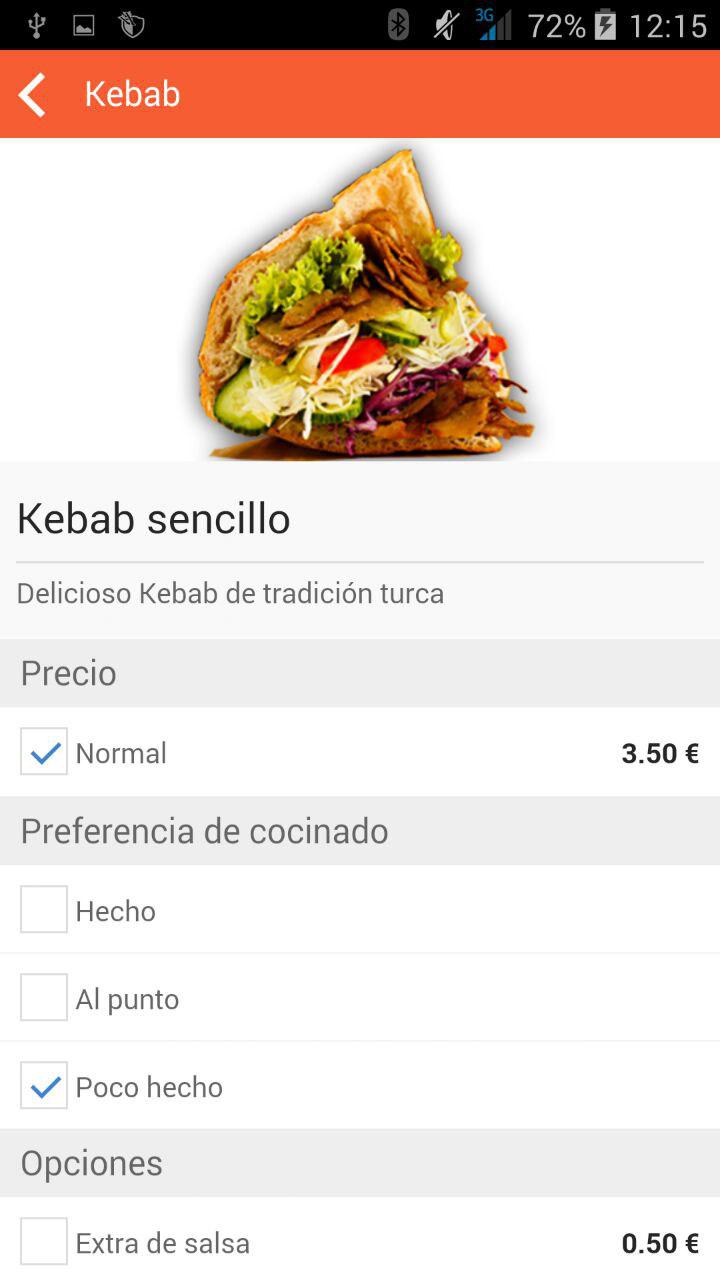 3G 72% 12:15
Kebab
Kebab sencillo
Delicioso Kebab de tradición turca
Precio
Normal 3.50 €
Preferencia de cocinado
Hecho
Al punto
Poco hecho
Opciones
Extra de salsa 0.50 €